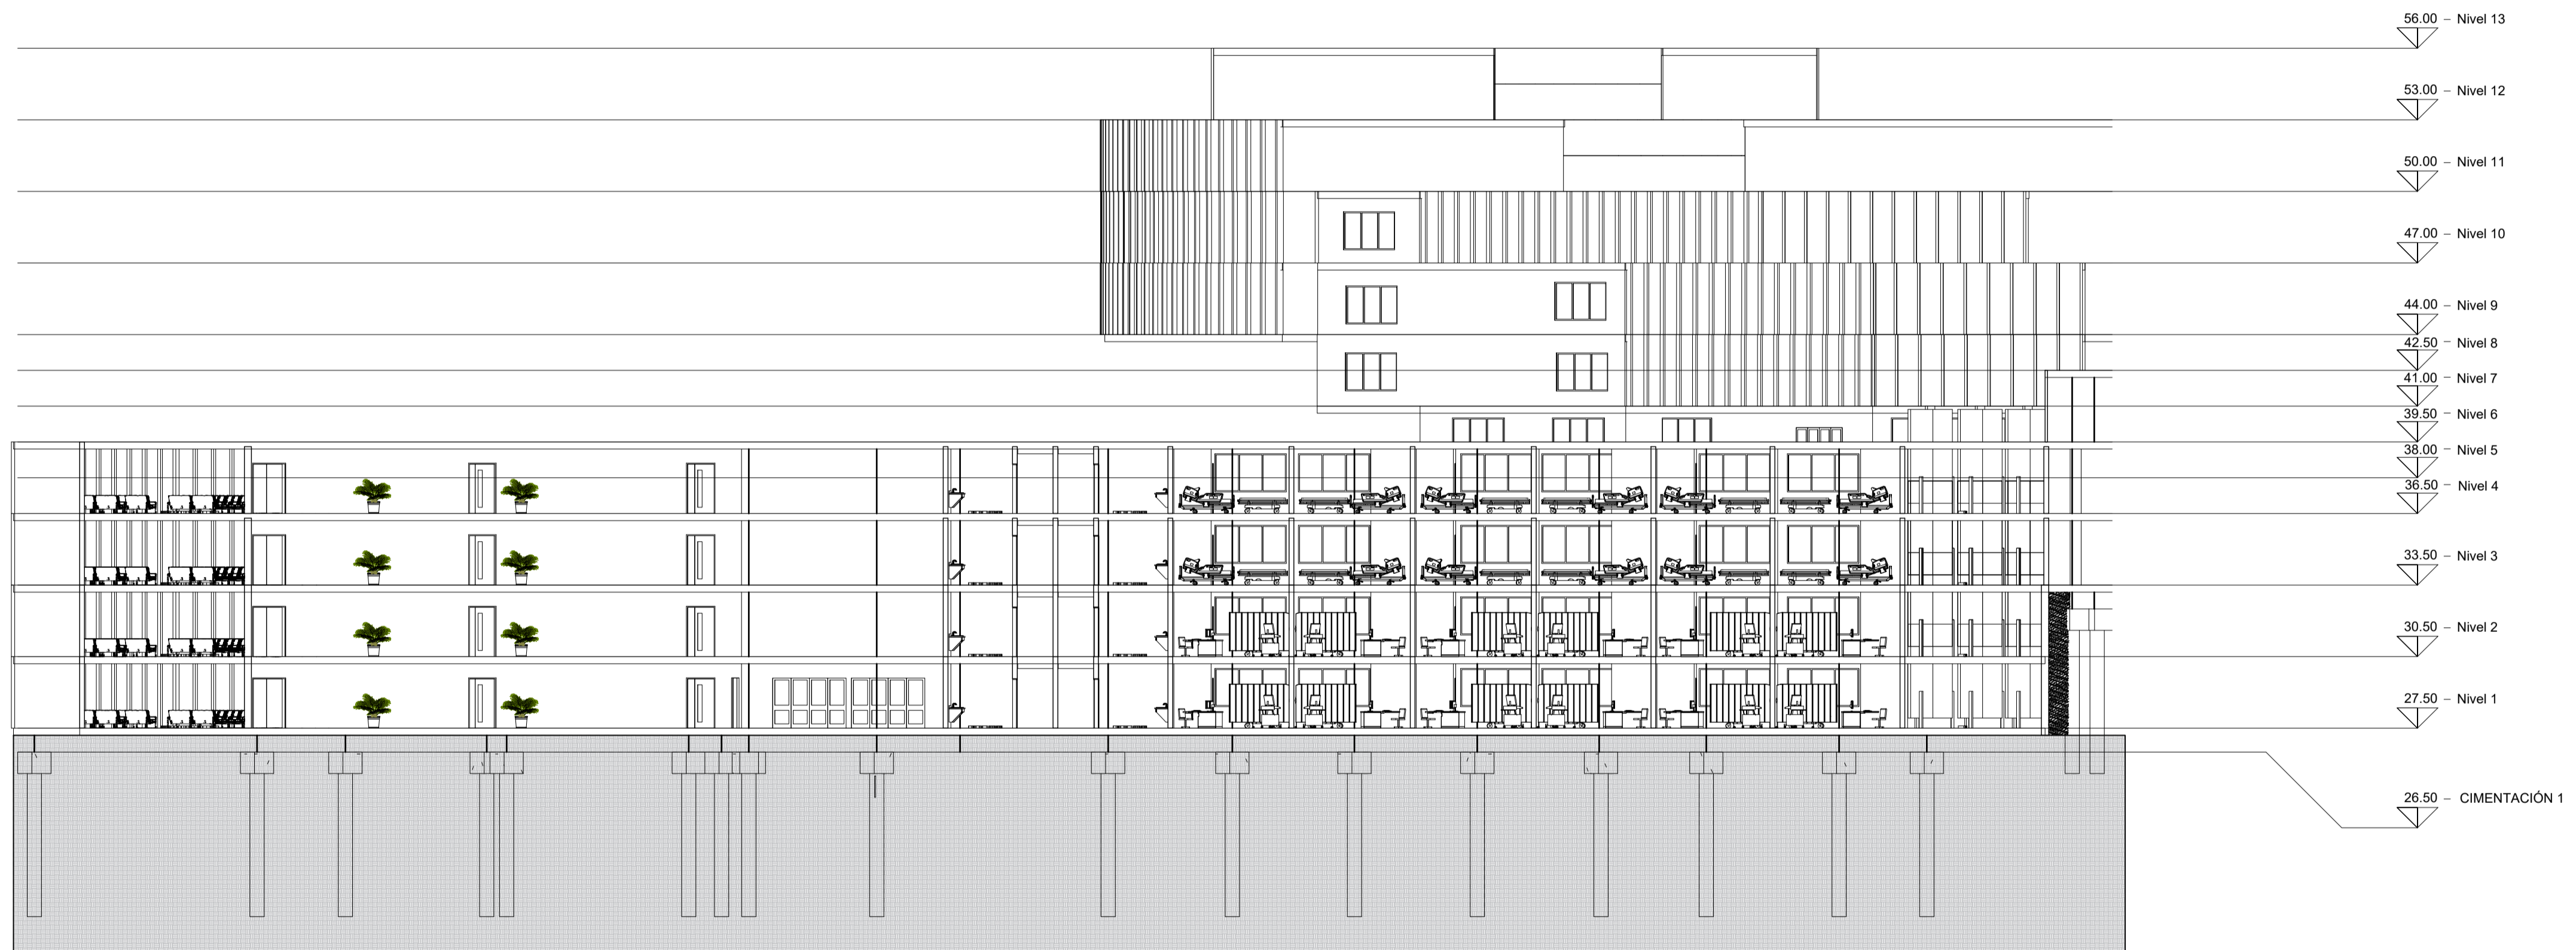 56.00 – Nivel 13
53.00 – Nivel 12
50.00 – Nivel 11
47.00 – Nivel 10
44.00 – Nivel 9
42.50 – Nivel 8
41.00 – Nivel 7
39.50 – Nivel 6
38.00 – Nivel 5
36.50 – Nivel 4
33.50 – Nivel 3
30.50 – Nivel 2
27.50 – Nivel 1
26.50 – CIMENTACIÓN 1